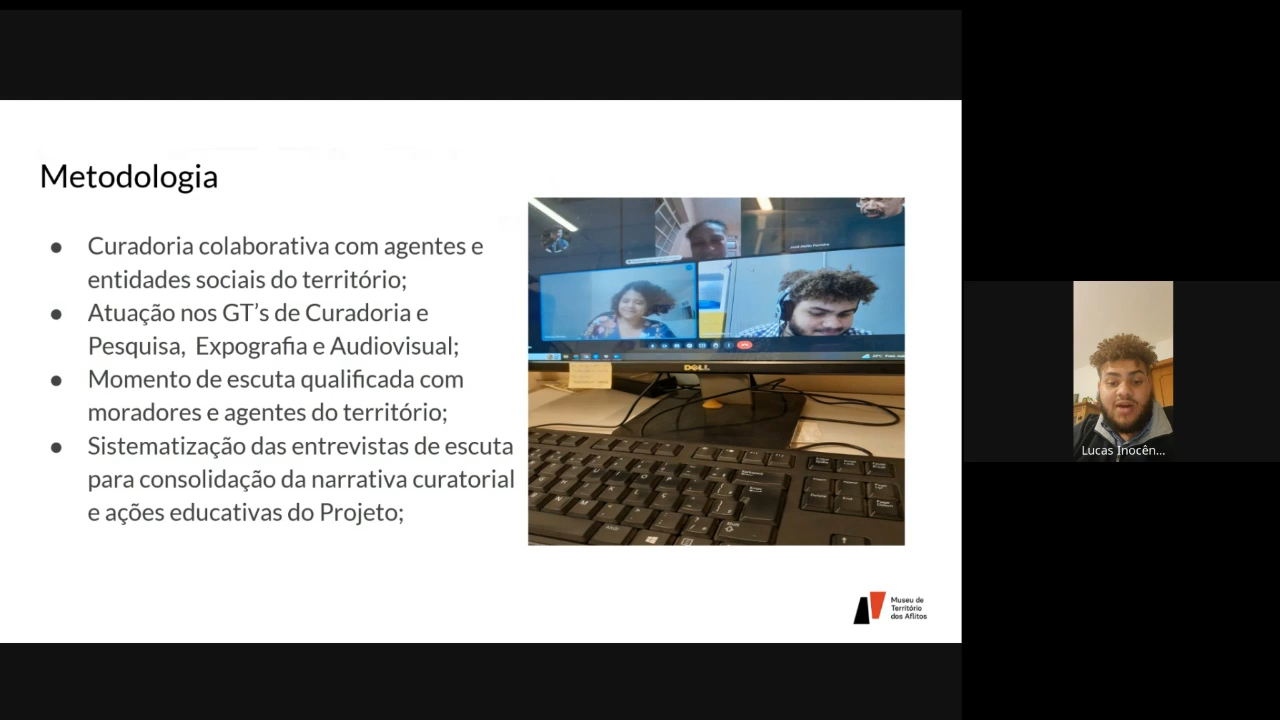 Metodologia
● Curadoria colaborativa com agentes e
entidades sociais do território;
● Atuação nos GT’s de Curadoria e
Pesquisa, Expografia e Audiovisual;
● Momento de escuta qualificada com
moradores e agentes do território;
● Sistematização das entrevistas de escuta
para consolidação da narrativa curatorial
e ações educativas do Projeto;
DELL
Museu de
Território
dos Aflitos
Lucas Inocên...